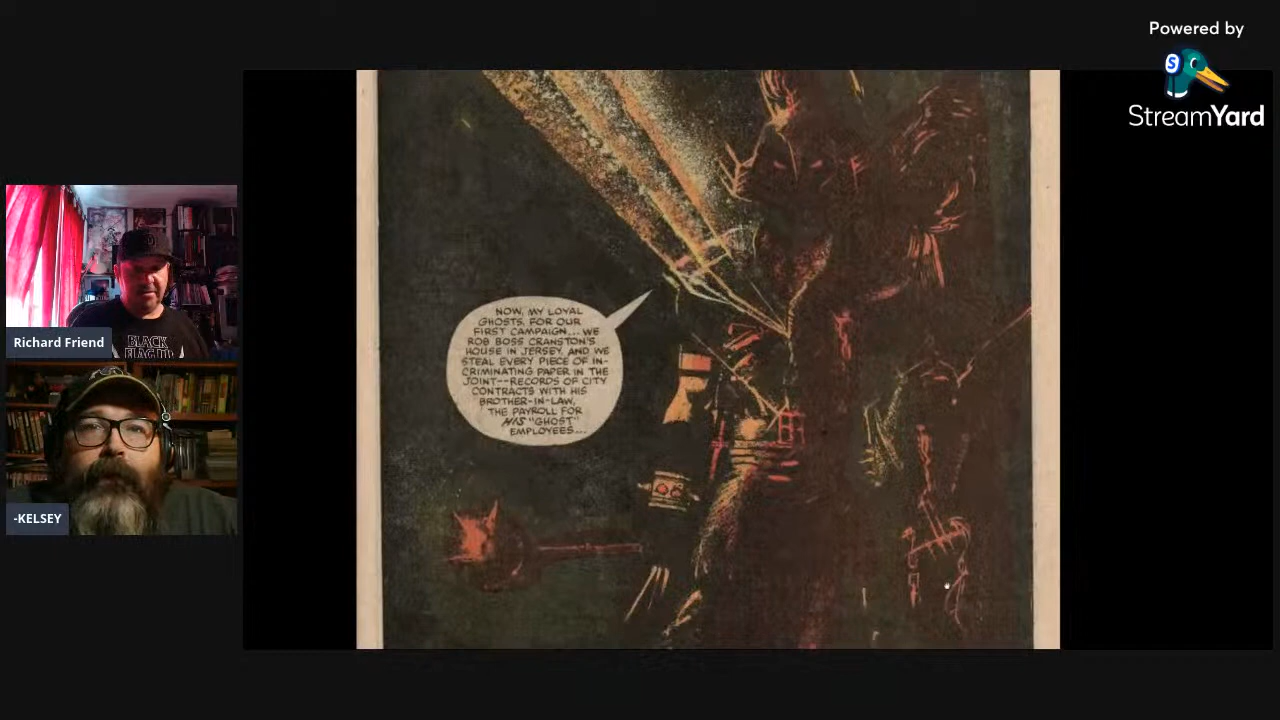 Powered by
StreamYard
Richard Friend
BLACK
FLAG
-KELSEY
NOW, MY LOYAL
GHOSTS, FOR OUR
FIRST CAMPAIGN... WE
ROB BOSS CRANSTON'S
HOUSE IN JERSEY, AND WE
STEAL EVERY PIECE OF IN-
CRIMINATING PAPER IN THE
JOINT--RECORDS OF CITY
CONTRACTS WITH HIS
BROTHER-IN-LAW,
THE PAYROLL FOR
HIS "GHOST"
EMPLOYEES...